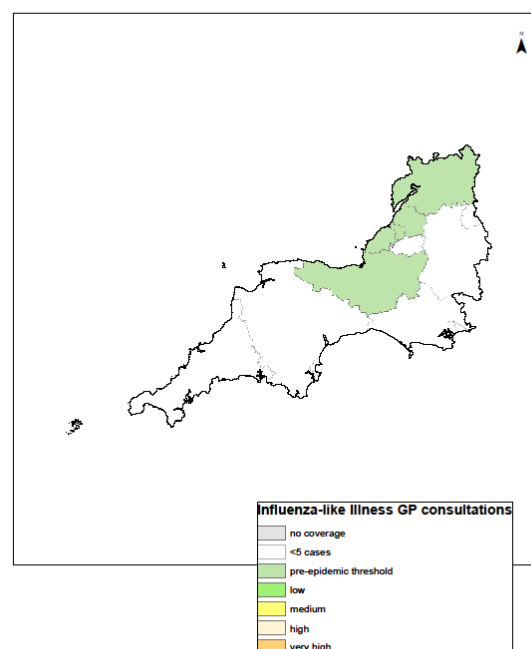 Influenza-like Illness GP consultations
no coverage
<5 cases
pre-epidemic threshold
low
medium
high
very high